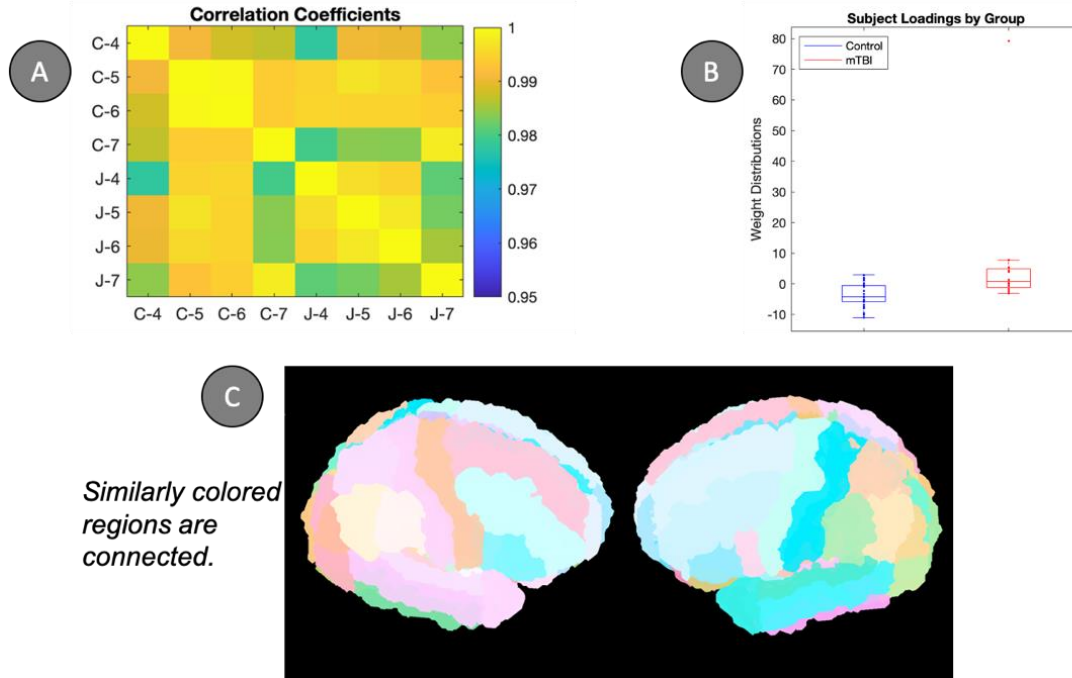 A
Correlation Coefficients
C-4
C-5
C-6
C-7
J-4
J-5
J-6
J-7
C-4 C-5 C-6 C-7 J-4 J-5 J-6 J-7
1
0.99
0.98
0.97
0.96
0.95
B
Subject Loadings by Group
Control
mTBI
Weight Distributions
80
70
60
50
40
30
20
10
0
-10
C
Similarly colored
regions are
connected.